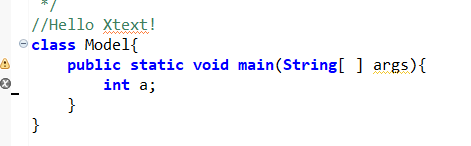 */
//Hello Xtext!
class Model{
public static void main(String[ ] args){
int a;
}
}